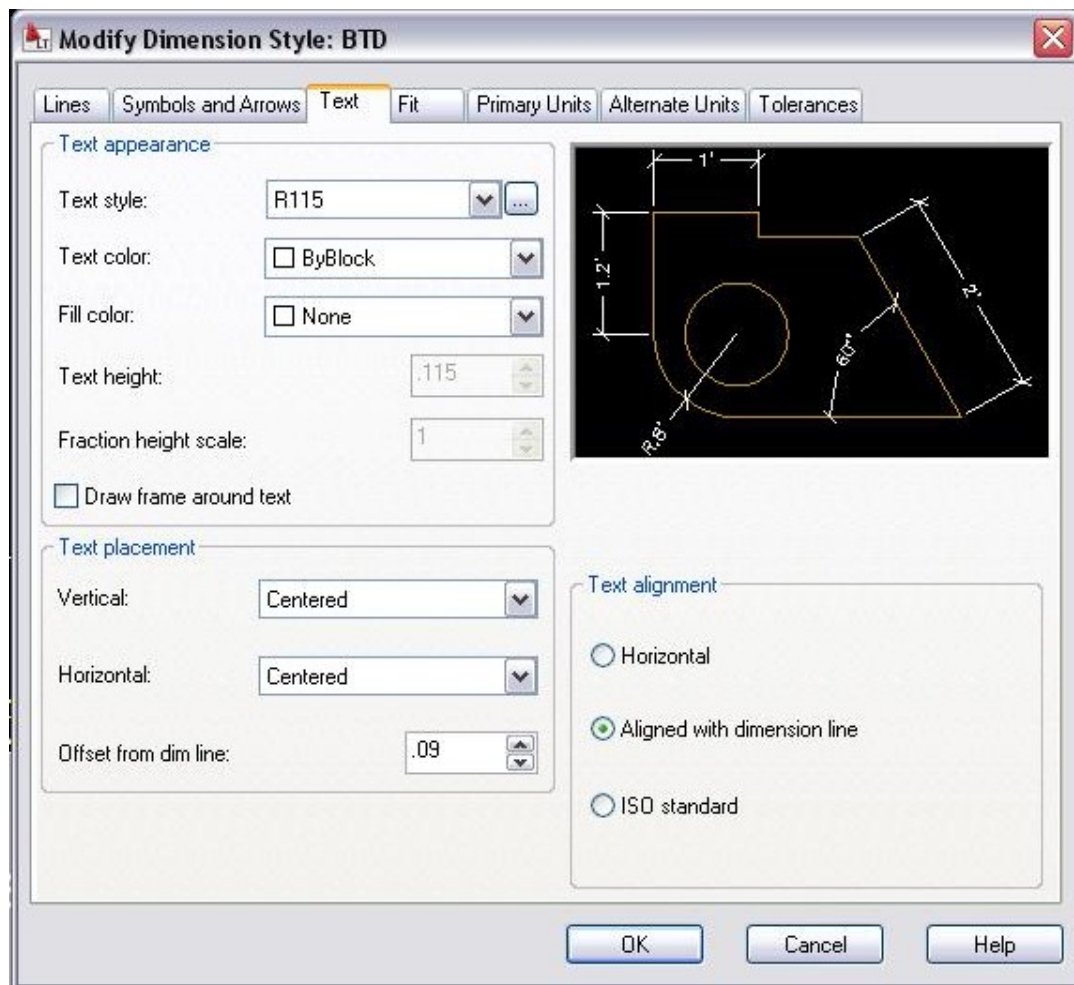 LT Modify Dimension Style: BTD
Lines Symbols and Arrows Text Fit Primary Units Alternate Units Tolerances
Text appearance
Text style: R115 ...
Text color: ByBlock
Fill color: None
Text height: .115
Fraction height scale: 1
Draw frame around text
1'
1.2'
2'
60°
R.8'
Text placement
Vertical: Centered
Horizontal: Centered
Offset from dim line: .09
Text alignment
Horizontal
Aligned with dimension line
ISO standard
OK Cancel Help